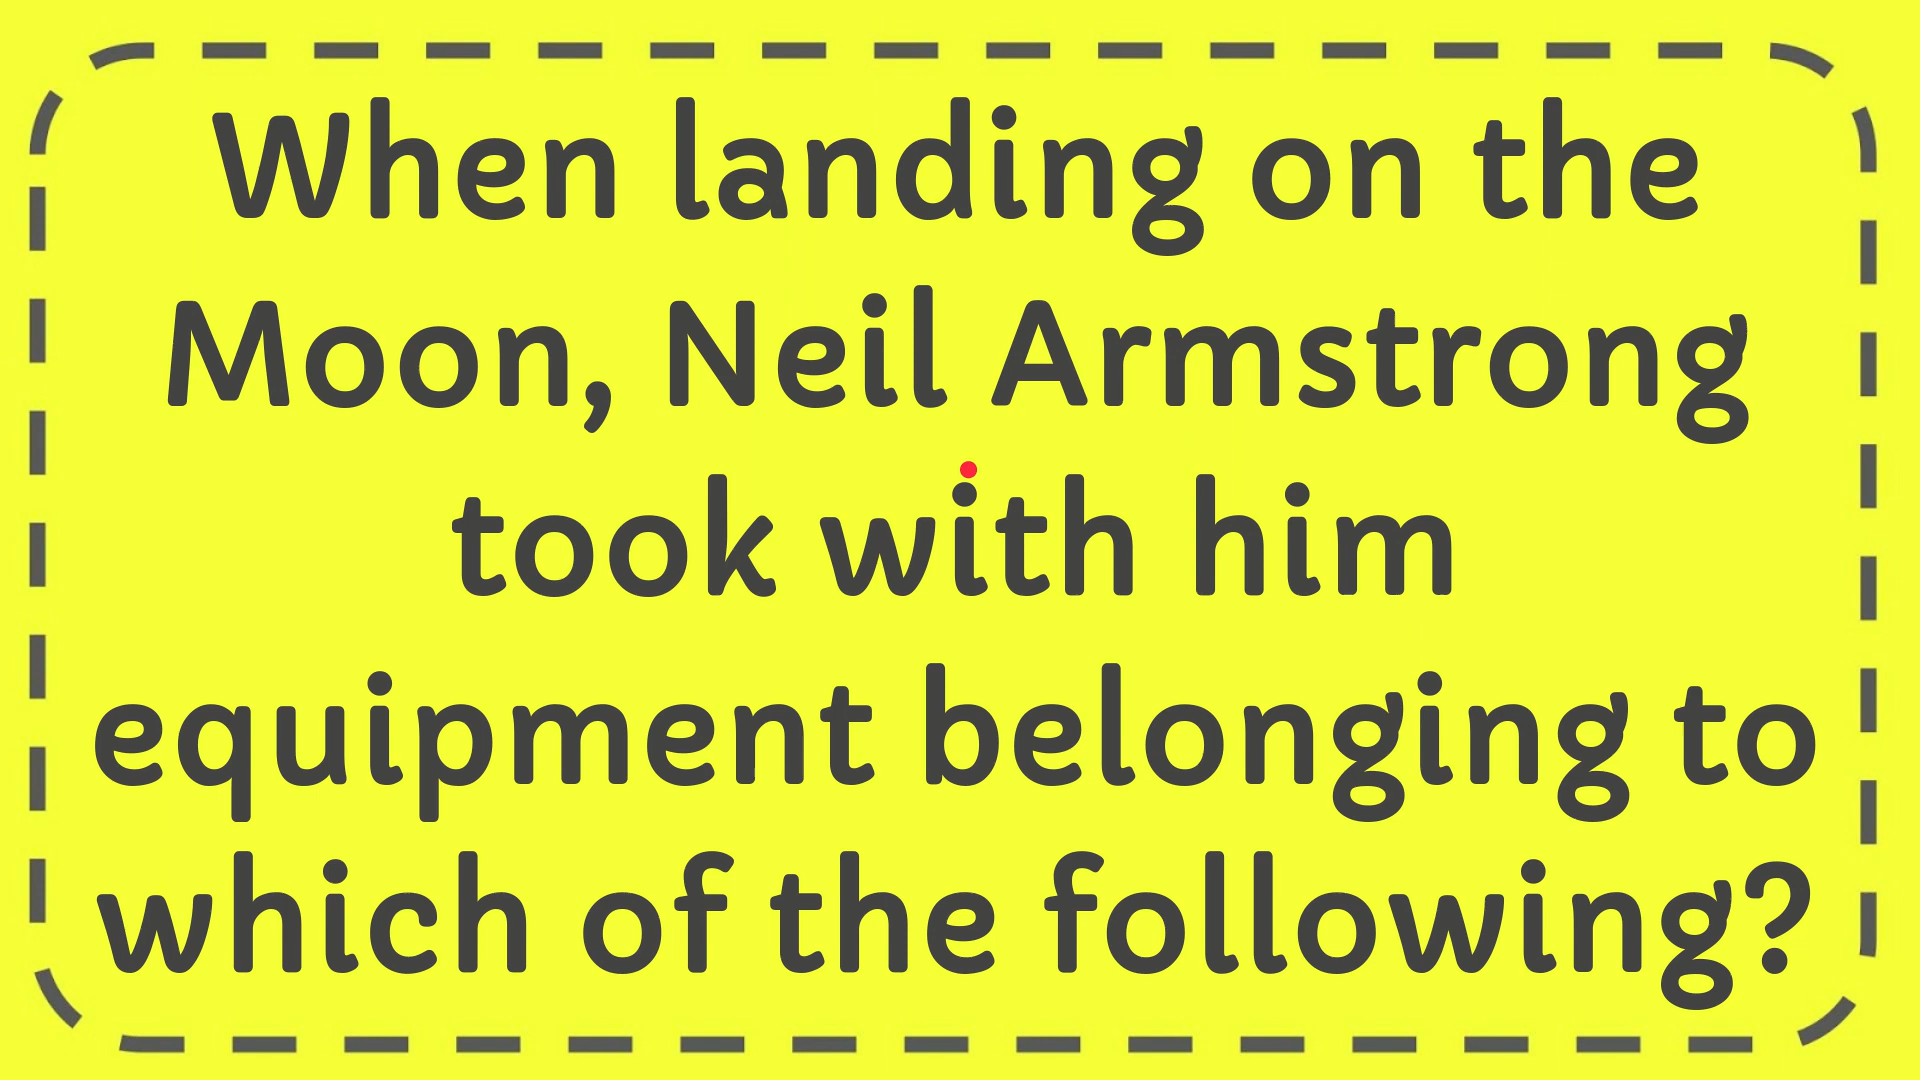 When landing on the
Moon, Neil Armstrong
took with him
equipment belonging to
which of the following?